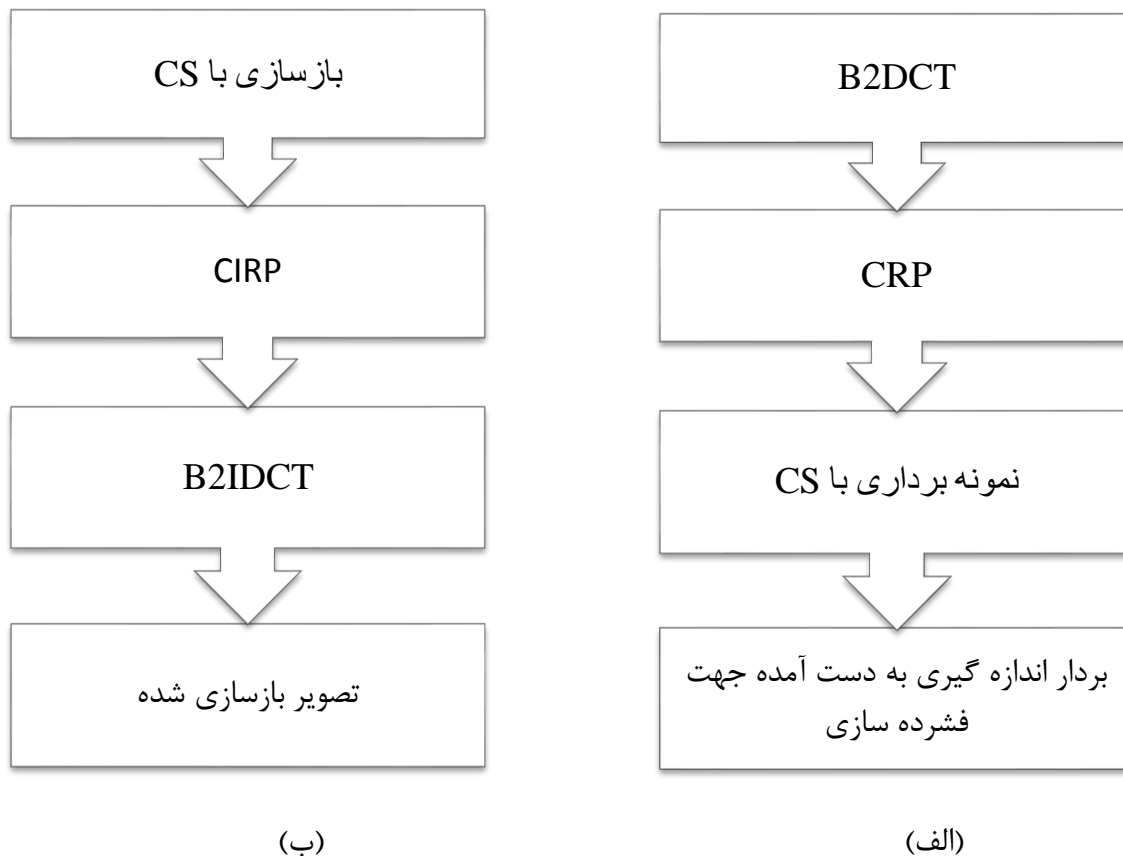 B2DCT
CRP
نمونه برداری با CS
بردار اندازه گیری به دست آمده جهت
فشرده سازی
(الف)
بازسازی با CS
CIRP
B2IDCT
تصویر بازسازی شده
(ب)